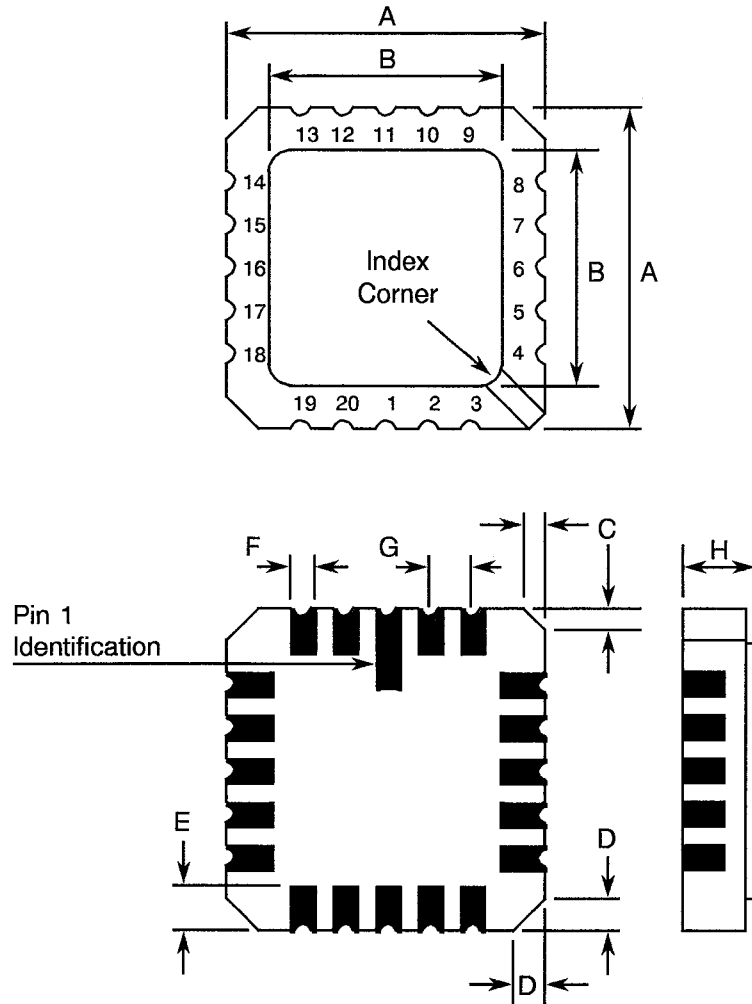 A
B
13 12 11 10 9
14 8
15 7
16 6
17 5
18 4
Index
Corner
B A
19 20 1 2 3
F G C H
Pin 1
Identification
E D
D